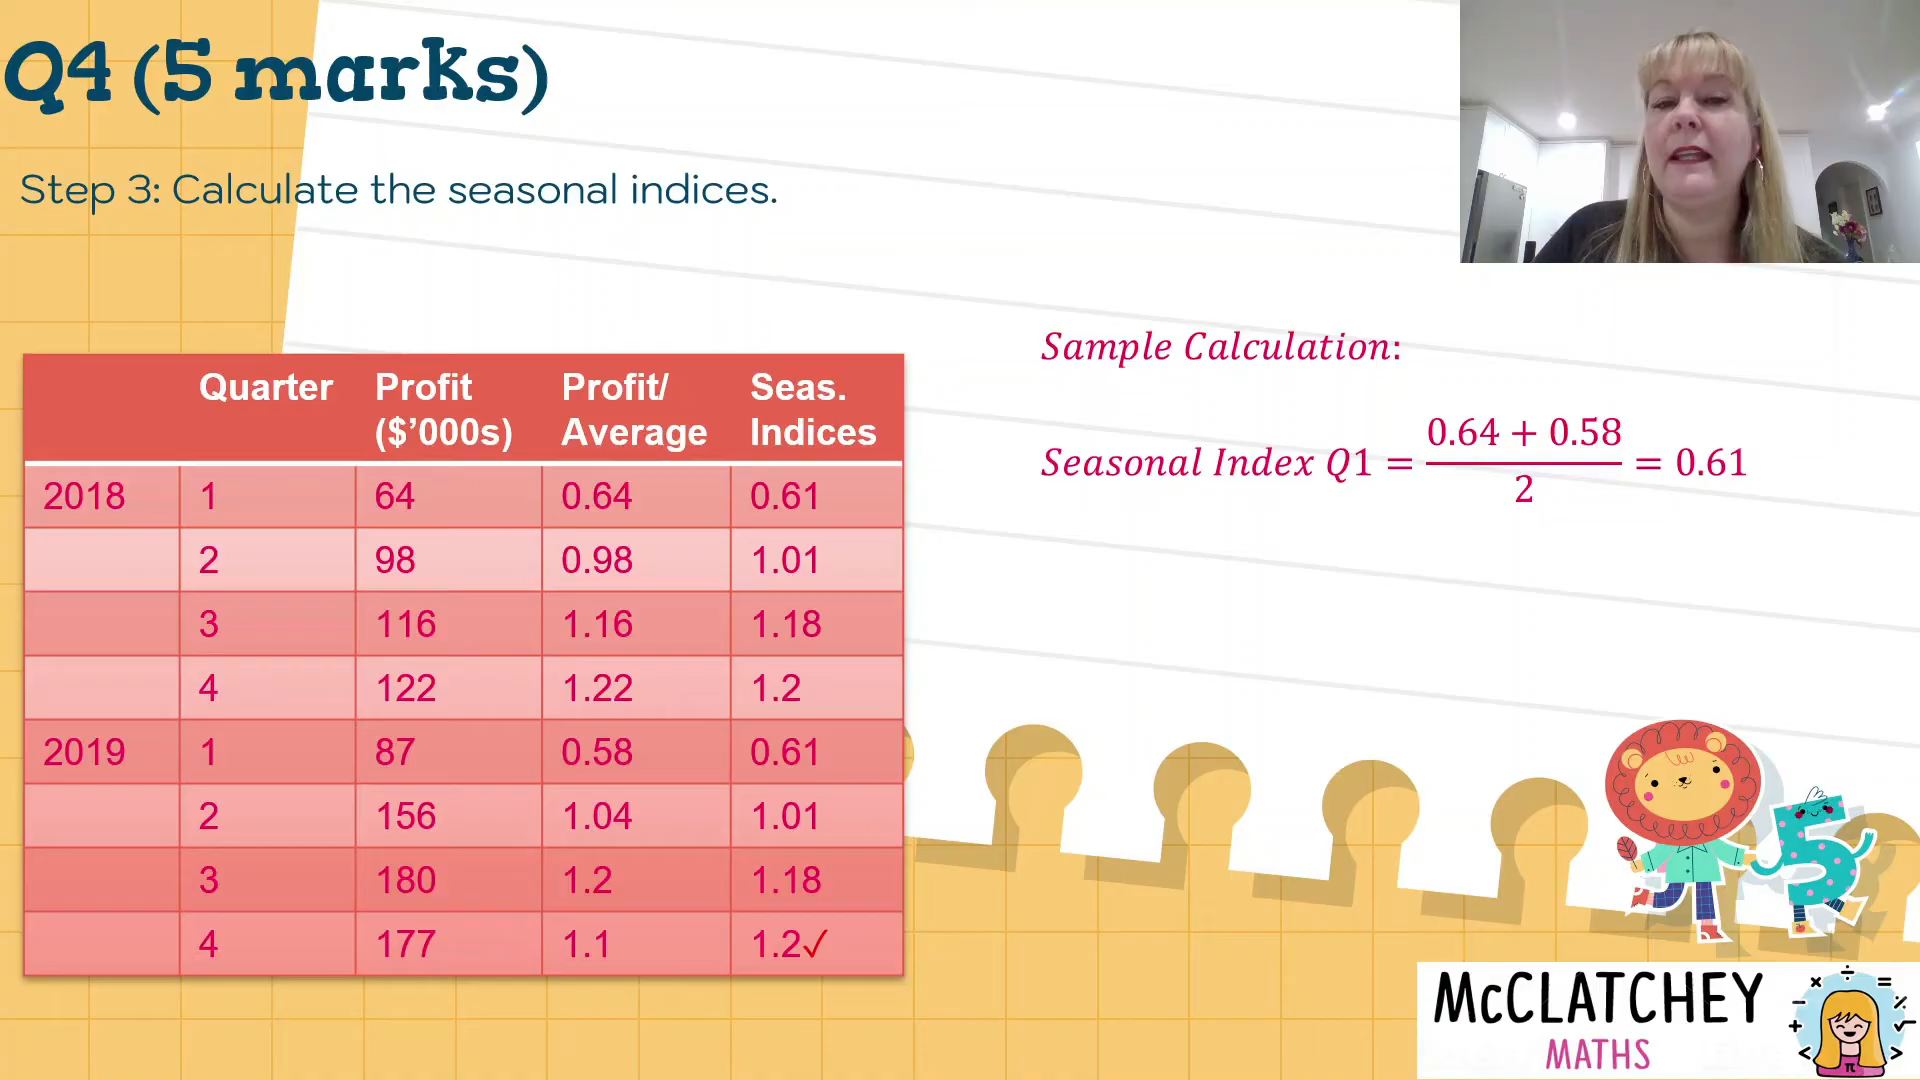 Q4 (5 marks)
Step 3: Calculate the seasonal indices.
Quarter Profit ($’000s) Profit/ Average Seas. Indices
2018 1 64 0.64 0.61
2 98 0.98 1.01
3 116 1.16 1.18
4 122 1.22 1.2
2019 1 87 0.58 0.61
2 156 1.04 1.01
3 180 1.2 1.18
4 177 1.1 1.2✓
Sample Calculation:
Seasonal Index Q1 = (0.64 + 0.58)/2 = 0.61
McCLATCHEY
MATHS